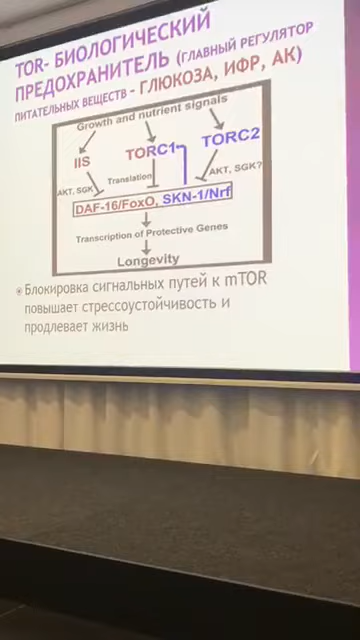 TOR- БИОЛОГИЧЕСКИЙ
ПРЕДОХРАНИТЕЛЬ (ГЛАВНЫЙ РЕГУЛЯТОР
ПИТАТЕЛЬНЫХ ВЕЩЕСТВ - ГЛЮКОЗА, ИФР, АК)
Growth and nutrient signals
IIS TORC1 TORC2
AKT, SGK Translation AKT, SGK?
DAF-16/FoxO, SKN-1/Nrf
Transcription of Protective Genes
Longevity
Блокировка сигнальных путей к mTOR
повышает стрессоустойчивость и
продлевает жизнь